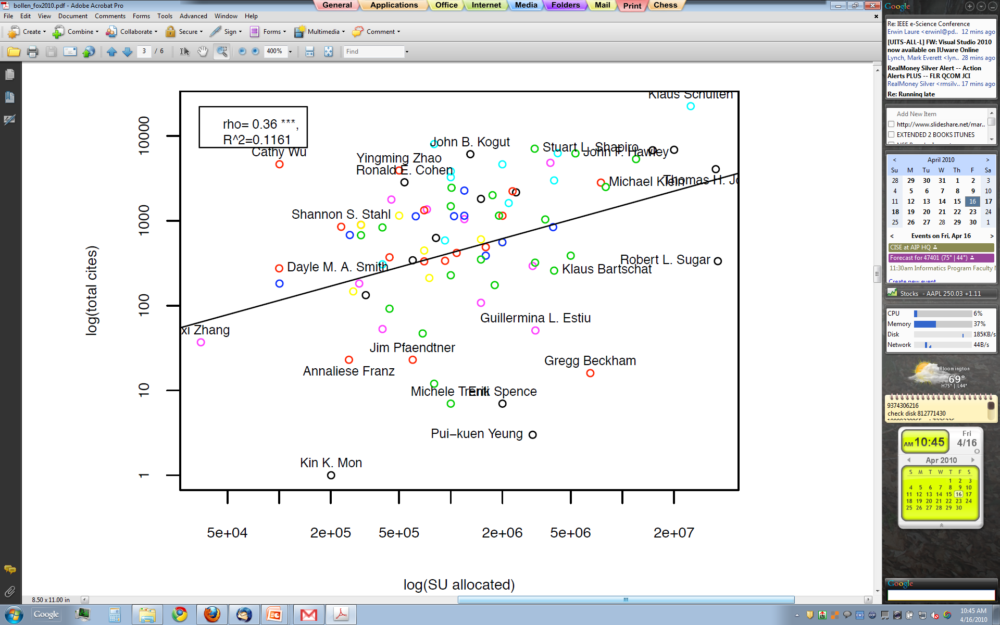 bollen_fox2010.pdf - Adobe Acrobat Pro
General Applications Office Internet Media Folders Mail Print Chess
File Edit View Document Comments Forms Tools Advanced Window Help
Create Combine Collaborate Secure Sign Forms Multimedia Comment
3 / 6 400% Find
rho= 0.36 ***,
R^2=0.1161
Klaus Schulten
Cathy Wu
John B. Kogut
Stuart L. Shapiro
John F. Hawley
Yingming Zhao
Ronald E. Cohen
Michael Klein
Thomas H. Jo
Shannon S. Stahl
Dayle M. A. Smith
Robert L. Sugar
Klaus Bartschat
Guillermina L. Estiu
xi Zhang
Jim Pfaendtner
Annaliese Franz
Gregg Beckham
Michele Trenti
Erik Spence
Pui−kuen Yeung
Kin K. Mon
log(total cites)
10000
1000
100
10
1
5e+04 2e+05 5e+05 2e+06 5e+06 2e+07
log(SU allocated)
8.50 x 11.00 in
Google
Google
Re: IEEE e-Science Conference
Erwin Laure <erwinl@pd.. 12 mins ago
[UITS-ALL-L] FW: Visual Studio 2010
now available on IUware Online
Lynch, Mark Everett <lyn.. 28 mins ago
RealMoney Silver Alert -- Action
Alerts PLUS -- FLR QCOM JCI
RealMoney Silver <rmsilv.. 17 mins ago
Re: Running late
Add New Item
http://www.slideshare.net/mar..
EXTENDED 2 BOOKS ITUNES
< April 2010 >
Su M Tu W Th F Sa
28 29 30 31 1 2 3
4 5 6 7 8 9 10
11 12 13 14 15 16 17
18 19 20 21 22 23 24
25 26 27 28 29 30 1
< Events on Fri, Apr 16 >
CISE at AIP HQ
Forecast for 47401 (75° | 44°)
11:30am Informatics Program Faculty
Create new event
Stocks - AAPL 250.03 +1.11
CPU 6%
Memory 37%
Disk 185KB/s
Network 44B/s
Bloomington
69°
H75° | L44°
9374306216
check disk 812771430
AM 10:45
Fri
4/16
Apr 2010
S M T W T F S
1 2 3
4 5 6 7 8 9 10
11 12 13 14 15 16 17
18 19 20 21 22 23 24
25 26 27 28 29 30
Google
10:45 AM
4/16/2010